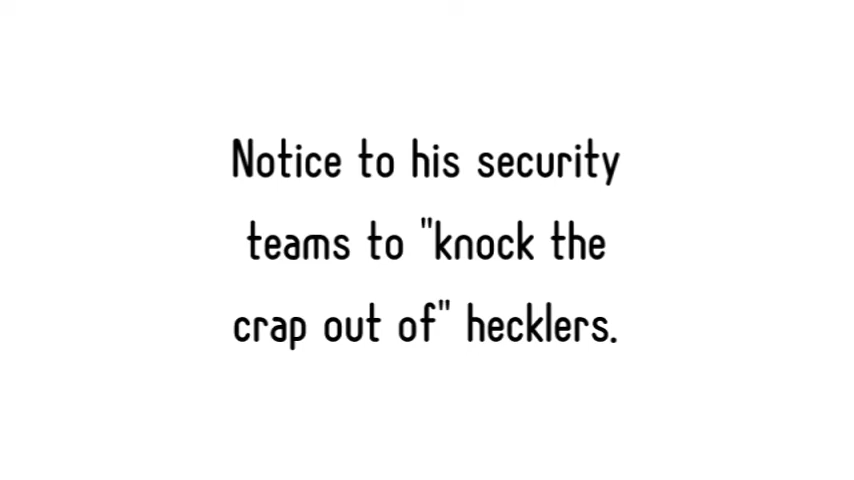 Notice to his security
teams to "knock the
crap out of" hecklers.